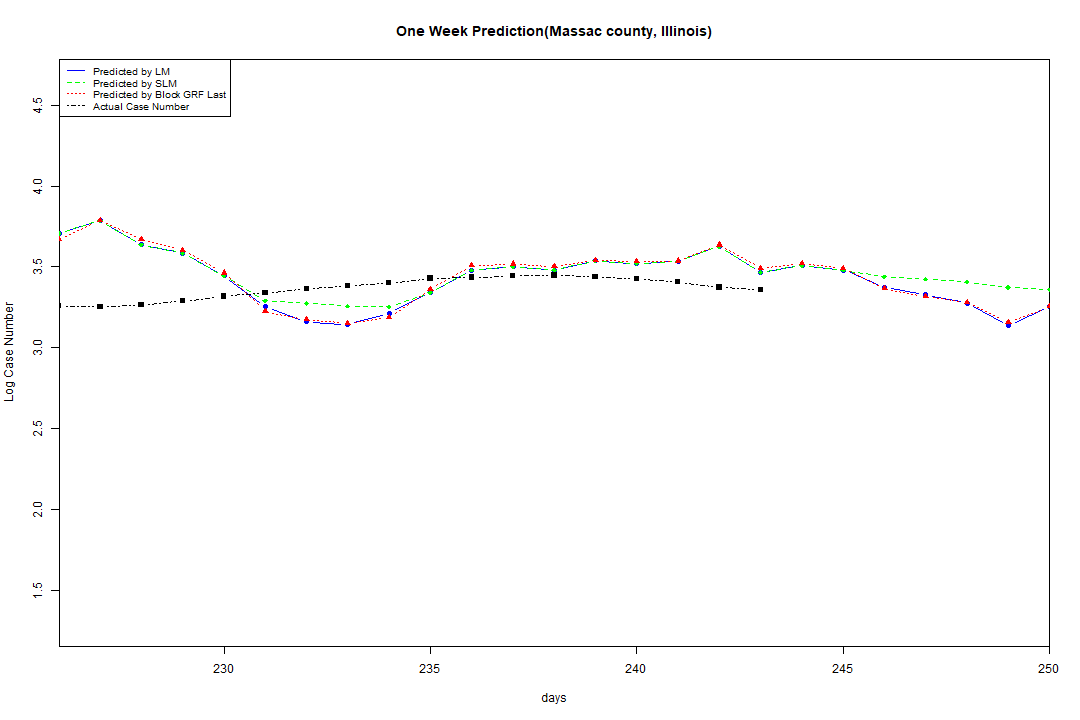 One Week Prediction(Massac county, Illinois)
Predicted by LM
Predicted by SLM
Predicted by Block GRF Last
Actual Case Number
4.5
4.0
3.5
3.0
2.5
2.0
1.5
Log Case Number
230
235
240
245
250
days